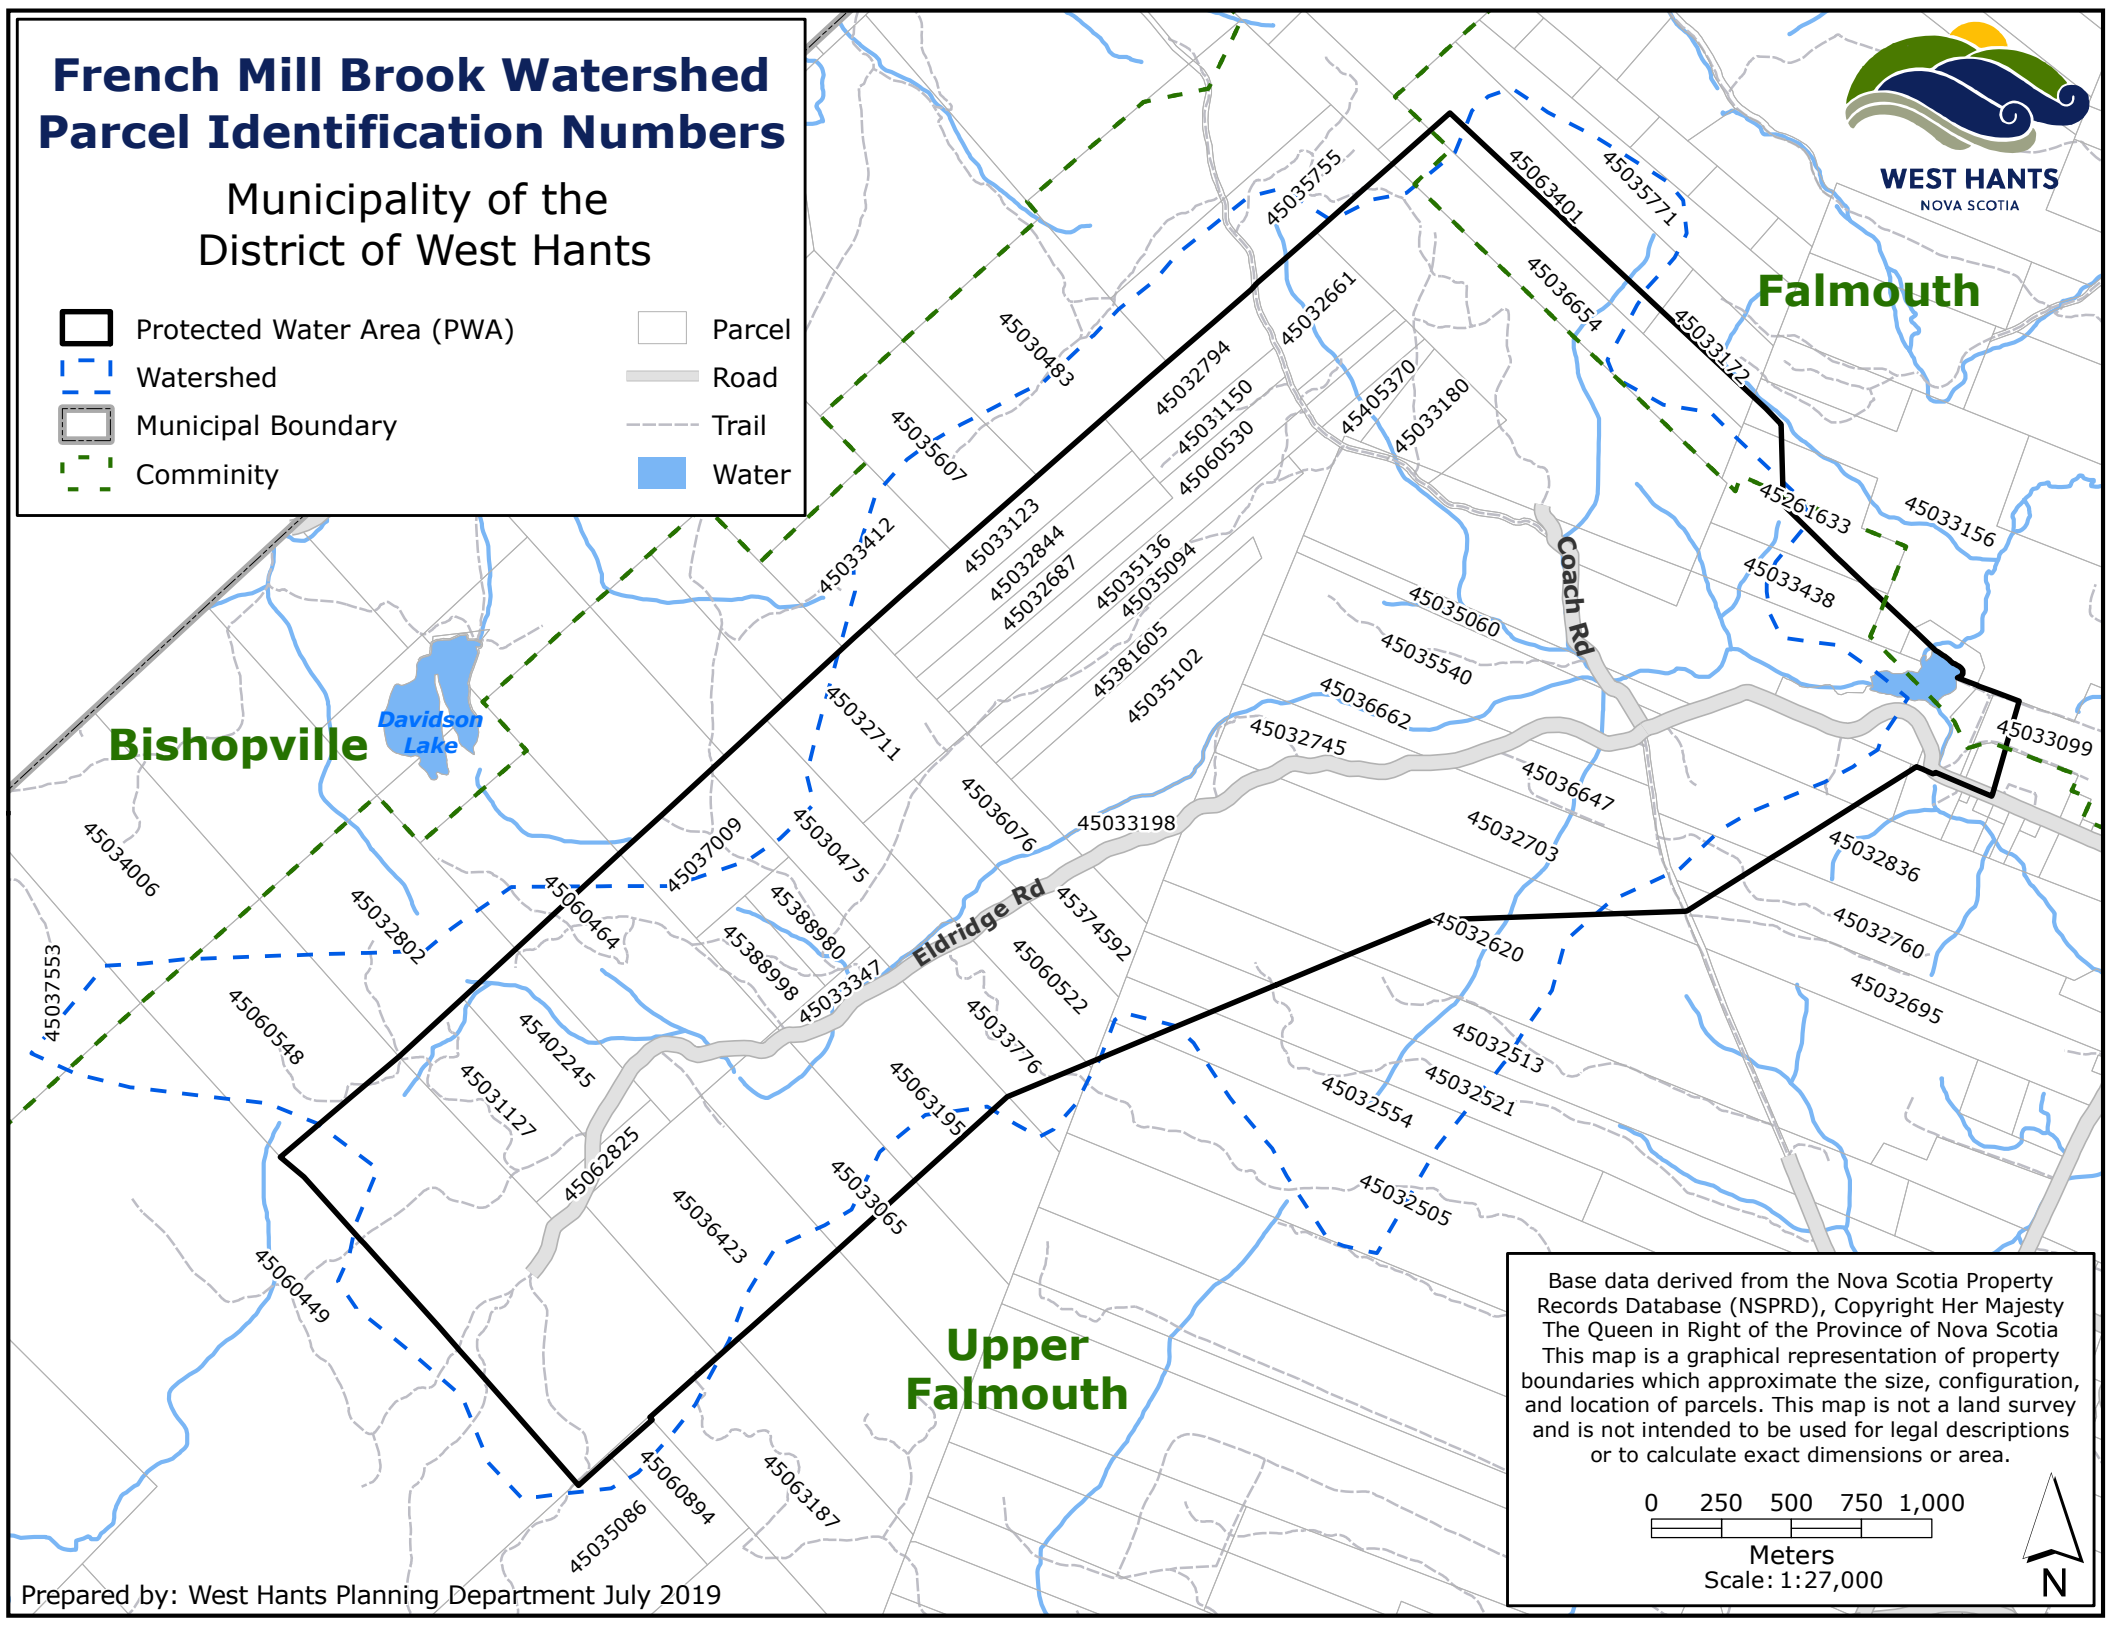 French Mill Brook Watershed
Parcel Identification Numbers
Municipality of the
District of West Hants
Protected Water Area (PWA)
Parcel
Watershed
Road
Municipal Boundary
Trail
Comminity
Water
WEST HANTS
NOVA SCOTIA
45035755
45063401
45035771
45036654
Falmouth
45030483
45032661
45033172
45032794
45031150
45405370
45033180
45060530
45035607
45261633
45033156
45033412
45033123
45032844
45032687
45035136
45035094
45033438
Coach Rd
45035060
45035540
45381605
45035102
45036662
45032745
45033099
Davidson
Lake
Bishopville
45032711
45036647
45034006
45037009
45030475
45036076
45033198
45032703
45032836
45032802
45060464
45388980
45388998
45033347
Eldridge Rd
45374592
45060522
45032620
45032760
45037553
45060548
45402245
45033776
45032695
45032513
45031127
45063195
45032554
45032521
45062825
45036423
45033065
45032505
45060449
Upper
Falmouth
45060894
45063187
45035086
Base data derived from the Nova Scotia Property
Records Database (NSPRD), Copyright Her Majesty
The Queen in Right of the Province of Nova Scotia
This map is a graphical representation of property
boundaries which approximate the size, configuration,
and location of parcels. This map is not a land survey
and is not intended to be used for legal descriptions
or to calculate exact dimensions or area.
0 250 500 750 1,000
Meters
Scale: 1:27,000
N
Prepared by: West Hants Planning Department July 2019